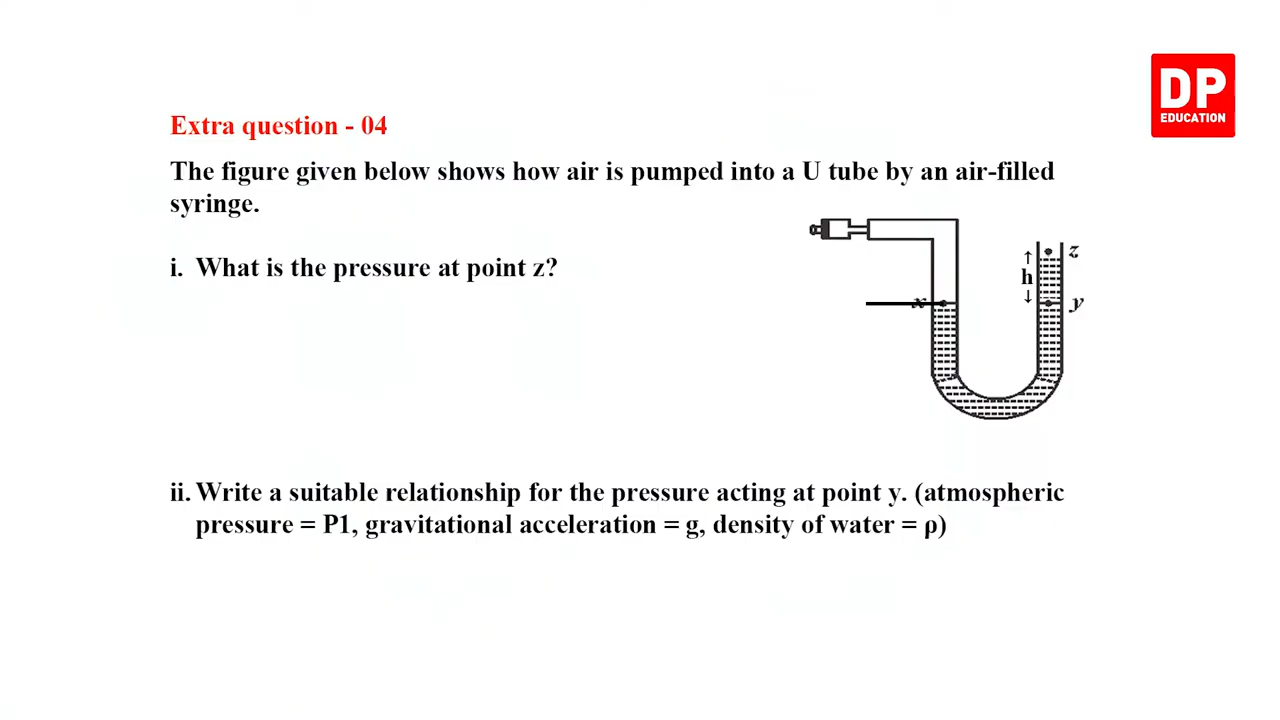 DP
EDUCATION
Extra question - 04
The figure given below shows how air is pumped into a U tube by an air-filled
syringe.
i. What is the pressure at point z?
z
h
x
y
ii. Write a suitable relationship for the pressure acting at point y. (atmospheric
pressure = P1, gravitational acceleration = g, density of water = ρ)